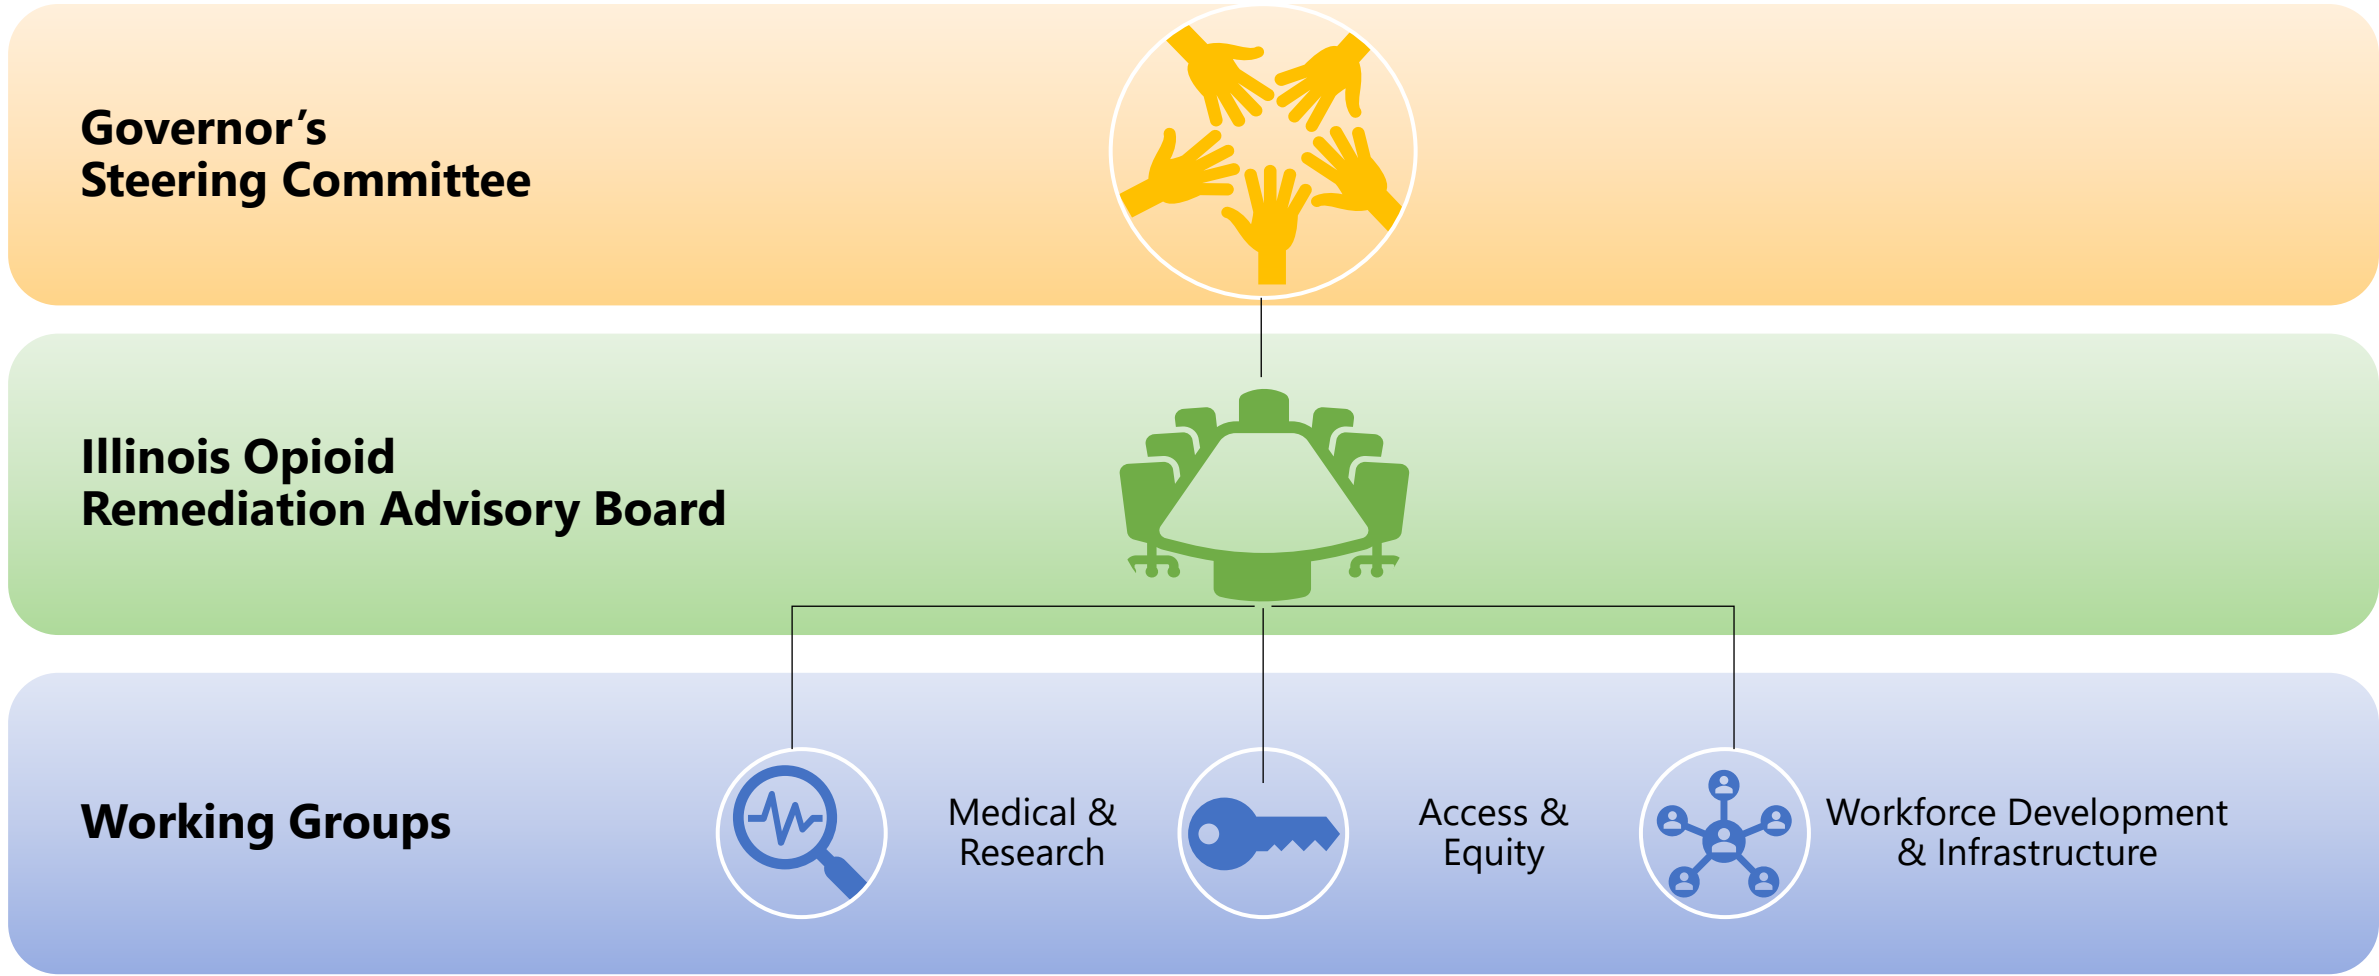 Governor’s
Steering Committee
Illinois Opioid
Remediation Advisory Board
Working Groups
Medical &
Research
Access &
Equity
Workforce Development
& Infrastructure